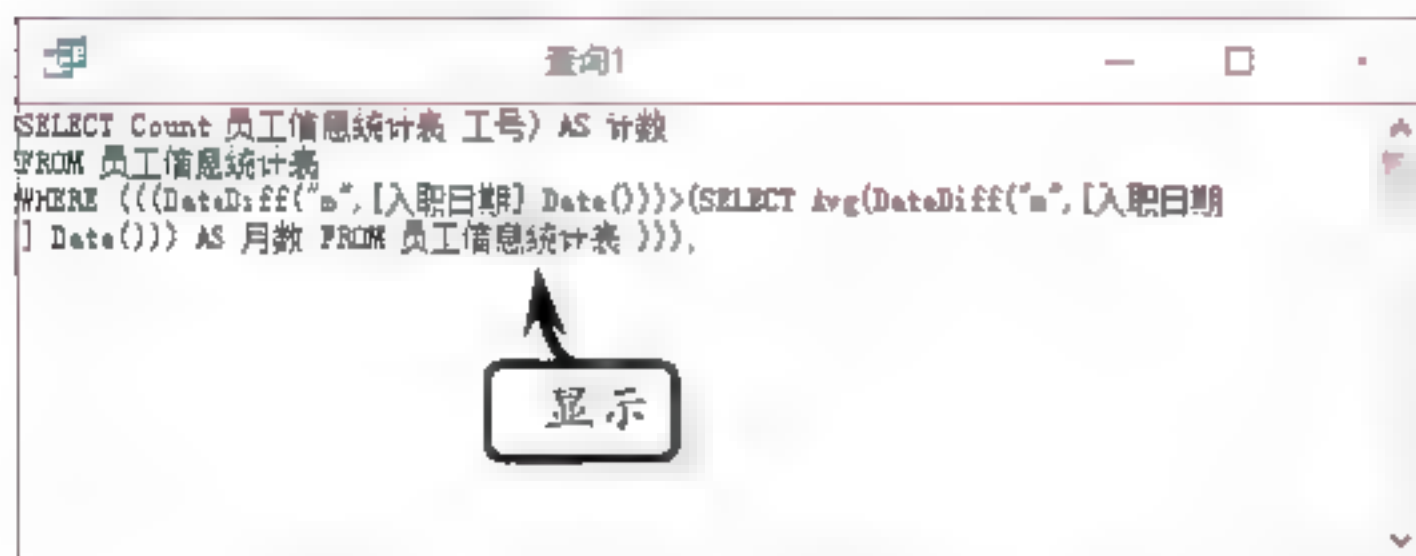 查询1
SELECT Count 员工信息统计表 工号) AS 计数
FROM 员工信息统计表
WHERE (((DateDiff("m",[入职日期] Date()))>(SELECT Avg(DateDiff("m",[入职日期
] Date())) AS 月数 FROM 员工信息统计表 ))),
显示